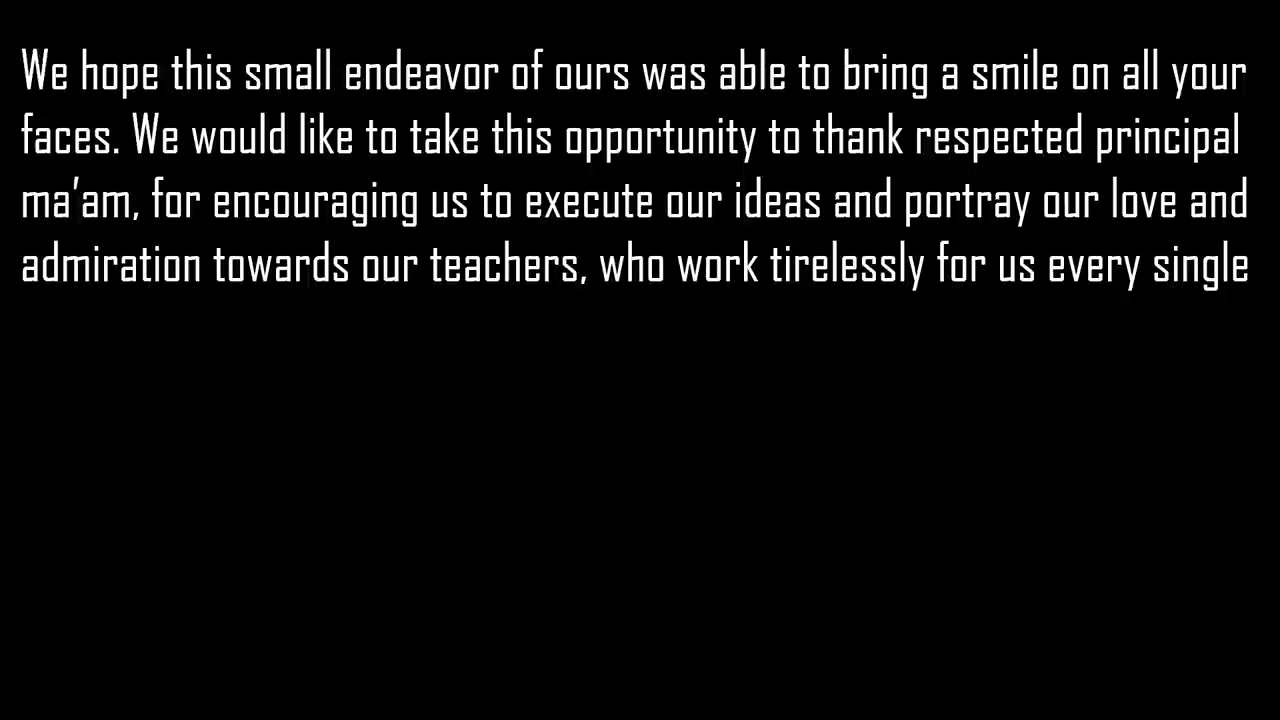 We hope this small endeavor of ours was able to bring a smile on all your
faces. We would like to take this opportunity to thank respected principal
ma'am, for encouraging us to execute our ideas and portray our love and
admiration towards our teachers, who work tirelessly for us every single